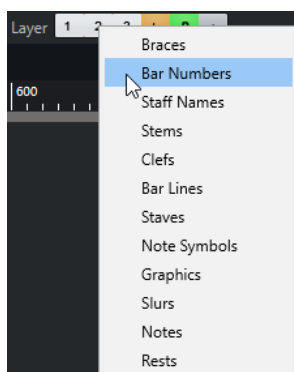 Layer 1 2
Braces
Bar Numbers
600
Staff Names
Stems
Clefs
Bar Lines
Staves
Note Symbols
Graphics
Slurs
Notes
Rests